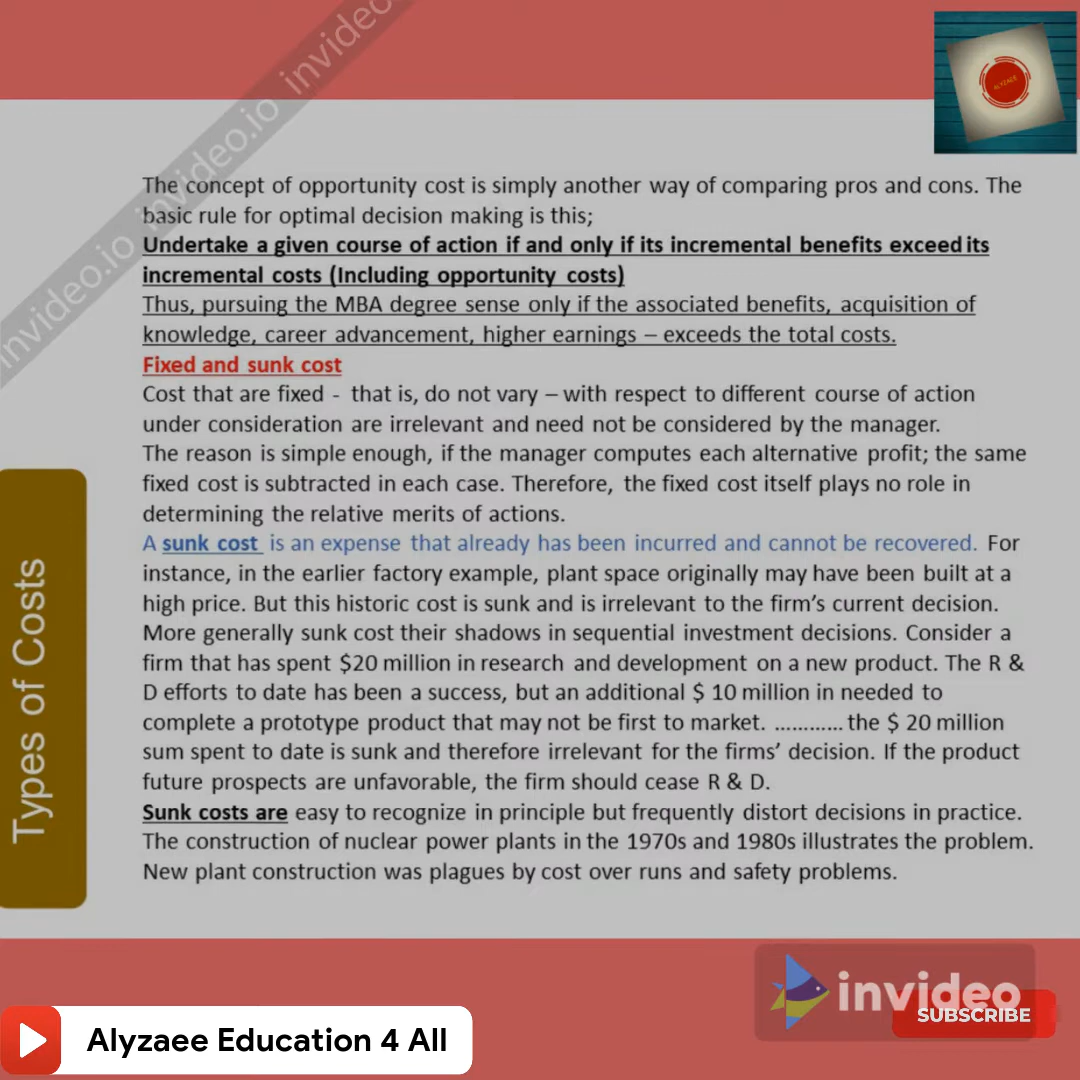 invideo.io invideo.io invideo
ALYZAEE
The concept of opportunity cost is simply another way of comparing pros and cons. The
basic rule for optimal decision making is this;
Undertake a given course of action if and only if its incremental benefits exceed its
incremental costs (Including opportunity costs)
Thus, pursuing the MBA degree sense only if the associated benefits, acquisition of
knowledge, career advancement, higher earnings – exceeds the total costs.
Fixed and sunk cost
Cost that are fixed - that is, do not vary – with respect to different course of action
under consideration are irrelevant and need not be considered by the manager.
The reason is simple enough, if the manager computes each alternative profit; the same
fixed cost is subtracted in each case. Therefore, the fixed cost itself plays no role in
determining the relative merits of actions.
A sunk cost is an expense that already has been incurred and cannot be recovered. For
instance, in the earlier factory example, plant space originally may have been built at a
high price. But this historic cost is sunk and is irrelevant to the firm's current decision.
More generally sunk cost their shadows in sequential investment decisions. Consider a
firm that has spent $20 million in research and development on a new product. The R &
D efforts to date has been a success, but an additional $ 10 million in needed to
complete a prototype product that may not be first to market. ............ the $ 20 million
sum spent to date is sunk and therefore irrelevant for the firms' decision. If the product
future prospects are unfavorable, the firm should cease R & D.
Sunk costs are easy to recognize in principle but frequently distort decisions in practice.
The construction of nuclear power plants in the 1970s and 1980s illustrates the problem.
New plant construction was plagues by cost over runs and safety problems.
Types of Costs
invideo
SUBSCRIBE
Alyzaee Education 4 All